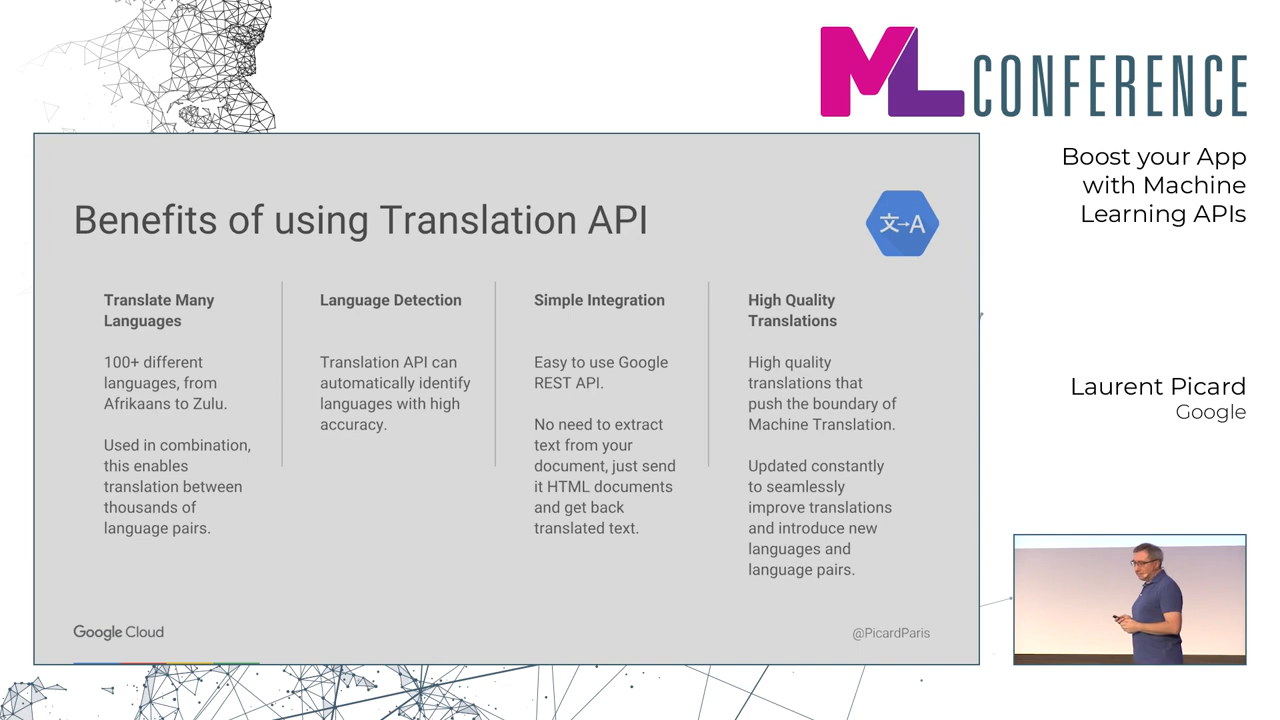 ML CONFERENCE
Boost your App
with Machine
Learning APIs
Benefits of using Translation API
文→A
Translate Many
Languages
100+ different
languages, from
Afrikaans to Zulu.
Used in combination,
this enables
translation between
thousands of
language pairs.
Language Detection
Translation API can
automatically identify
languages with high
accuracy.
Simple Integration
Easy to use Google
REST API.
No need to extract
text from your
document, just send
it HTML documents
and get back
translated text.
High Quality
Translations
High quality
translations that
push the boundary of
Machine Translation.
Updated constantly
to seamlessly
improve translations
and introduce new
languages and
language pairs.
Google Cloud
@PicardParis
Laurent Picard
Google